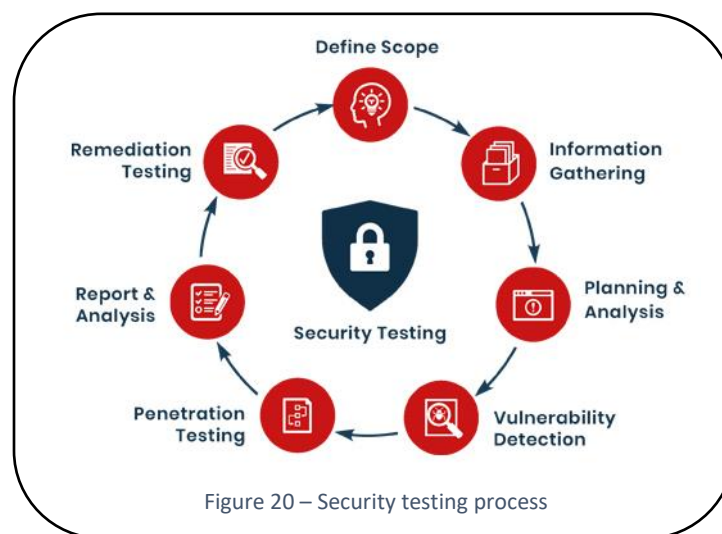 Define Scope
Information
Gathering
Planning &
Analysis
Vulnerability
Detection
Penetration
Testing
Report &
Analysis
Remediation
Testing
Security Testing
Figure 20 – Security testing process